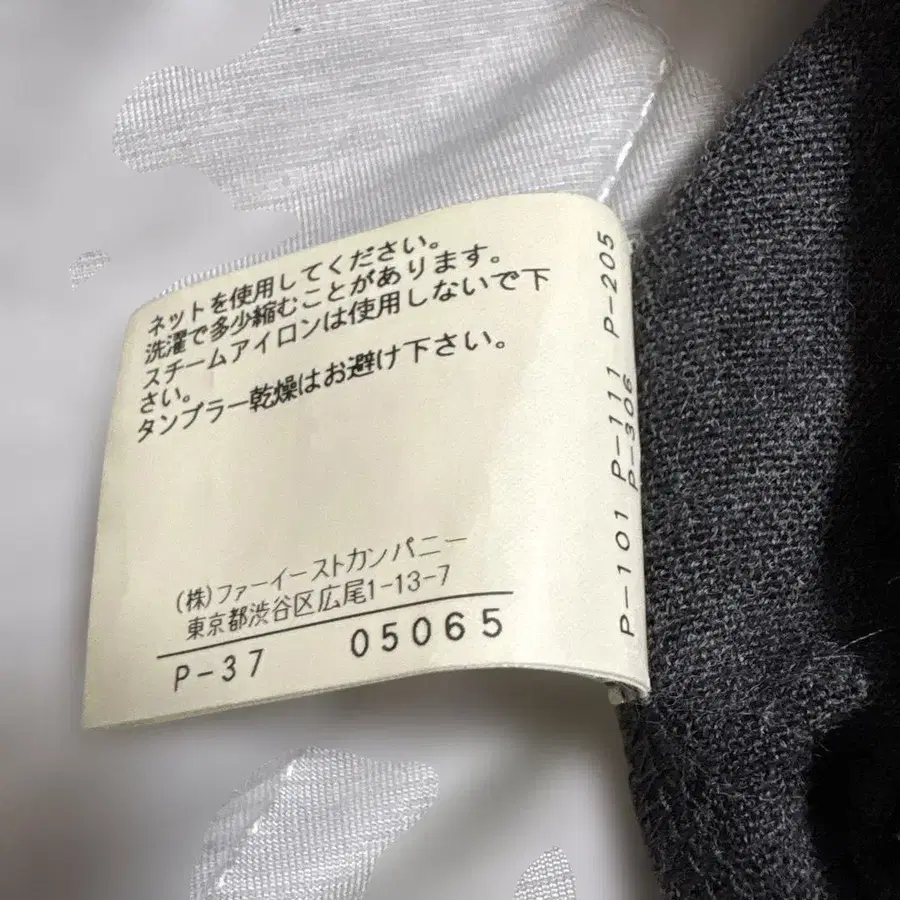 ネットを使用してください。
洗濯で多少縮むことがあります。
スチームアイロンは使用しないで下
さい。
タンブラー乾燥はお避け下さい。
(株)ファーイーストカンパニー
東京都渋谷区広尾1-13-7
P-37 05065
P-101 P-111 P-205
P-306